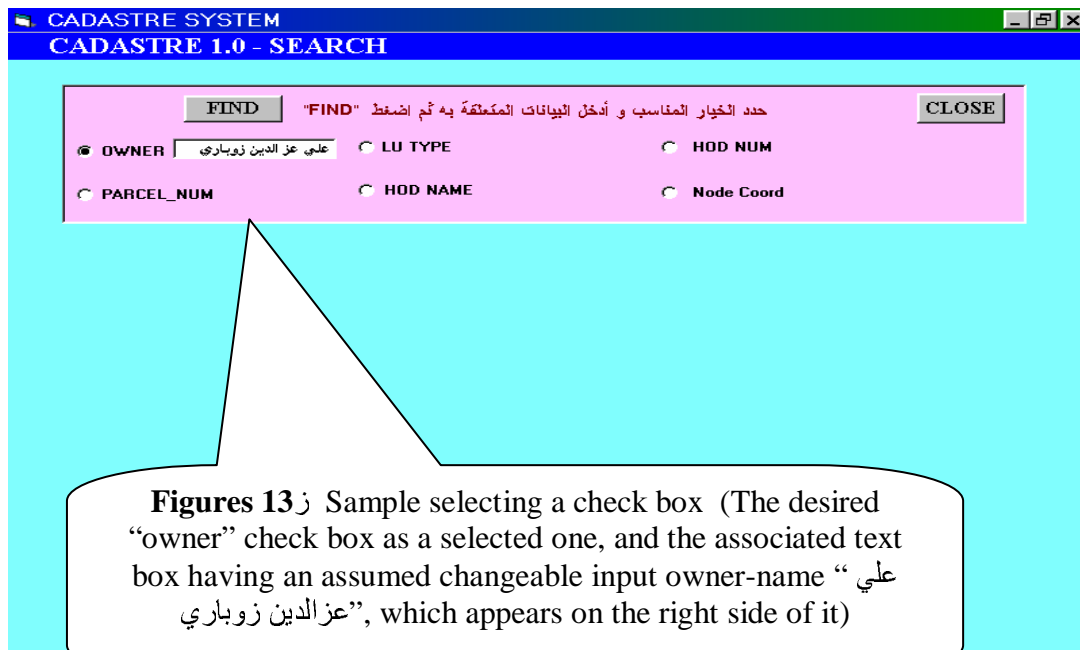 CADASTRE SYSTEM
CADASTRE 1.0 - SEARCH
FIND
حدد الخيار المناسب و أدخل البيانات المتعلقة به ثم اضغط "FIND"
CLOSE
OWNER علي عز الدين زوباري LU TYPE HOD NUM
PARCEL_NUM HOD NAME Node Coord
Figures 13ز Sample selecting a check box (The desired
“owner” check box as a selected one, and the associated text
box having an assumed changeable input owner-name “ علي
عزالدين زوباري”, which appears on the right side of it)